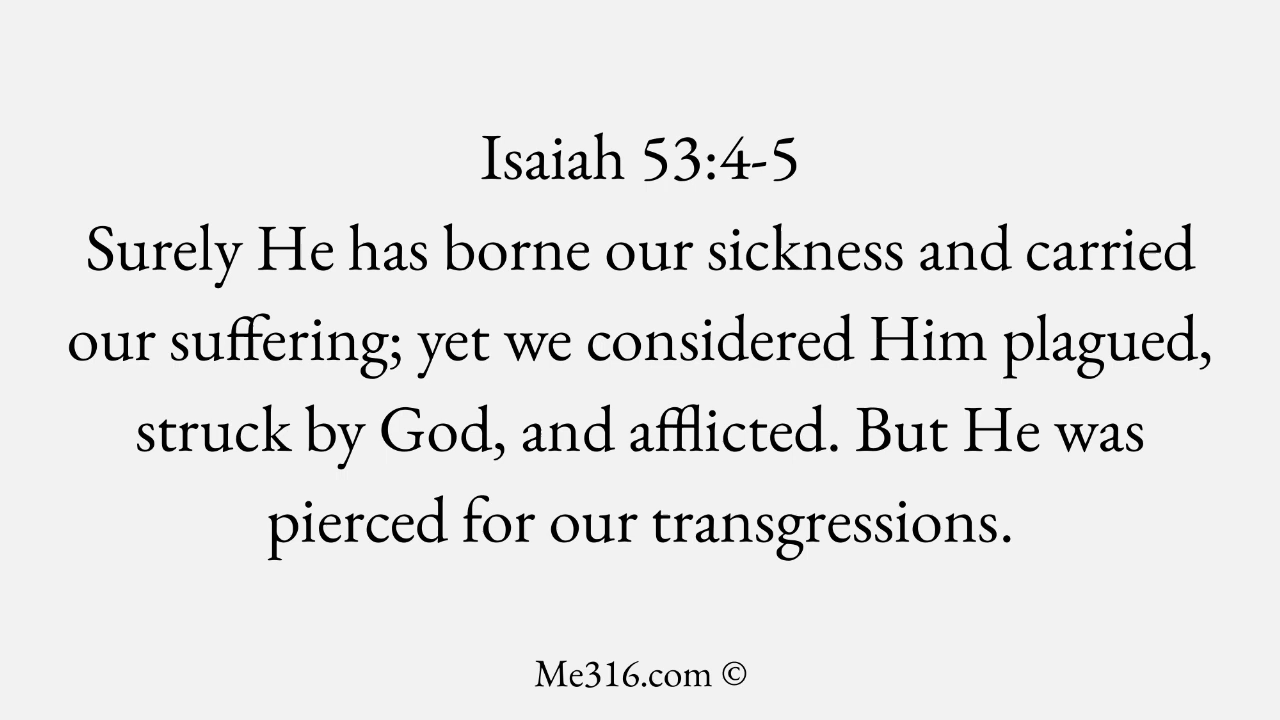 Isaiah 53:4-5
Surely He has borne our sickness and carried
our suffering; yet we considered Him plagued,
struck by God, and afflicted. But He was
pierced for our transgressions.
Me316.com ©